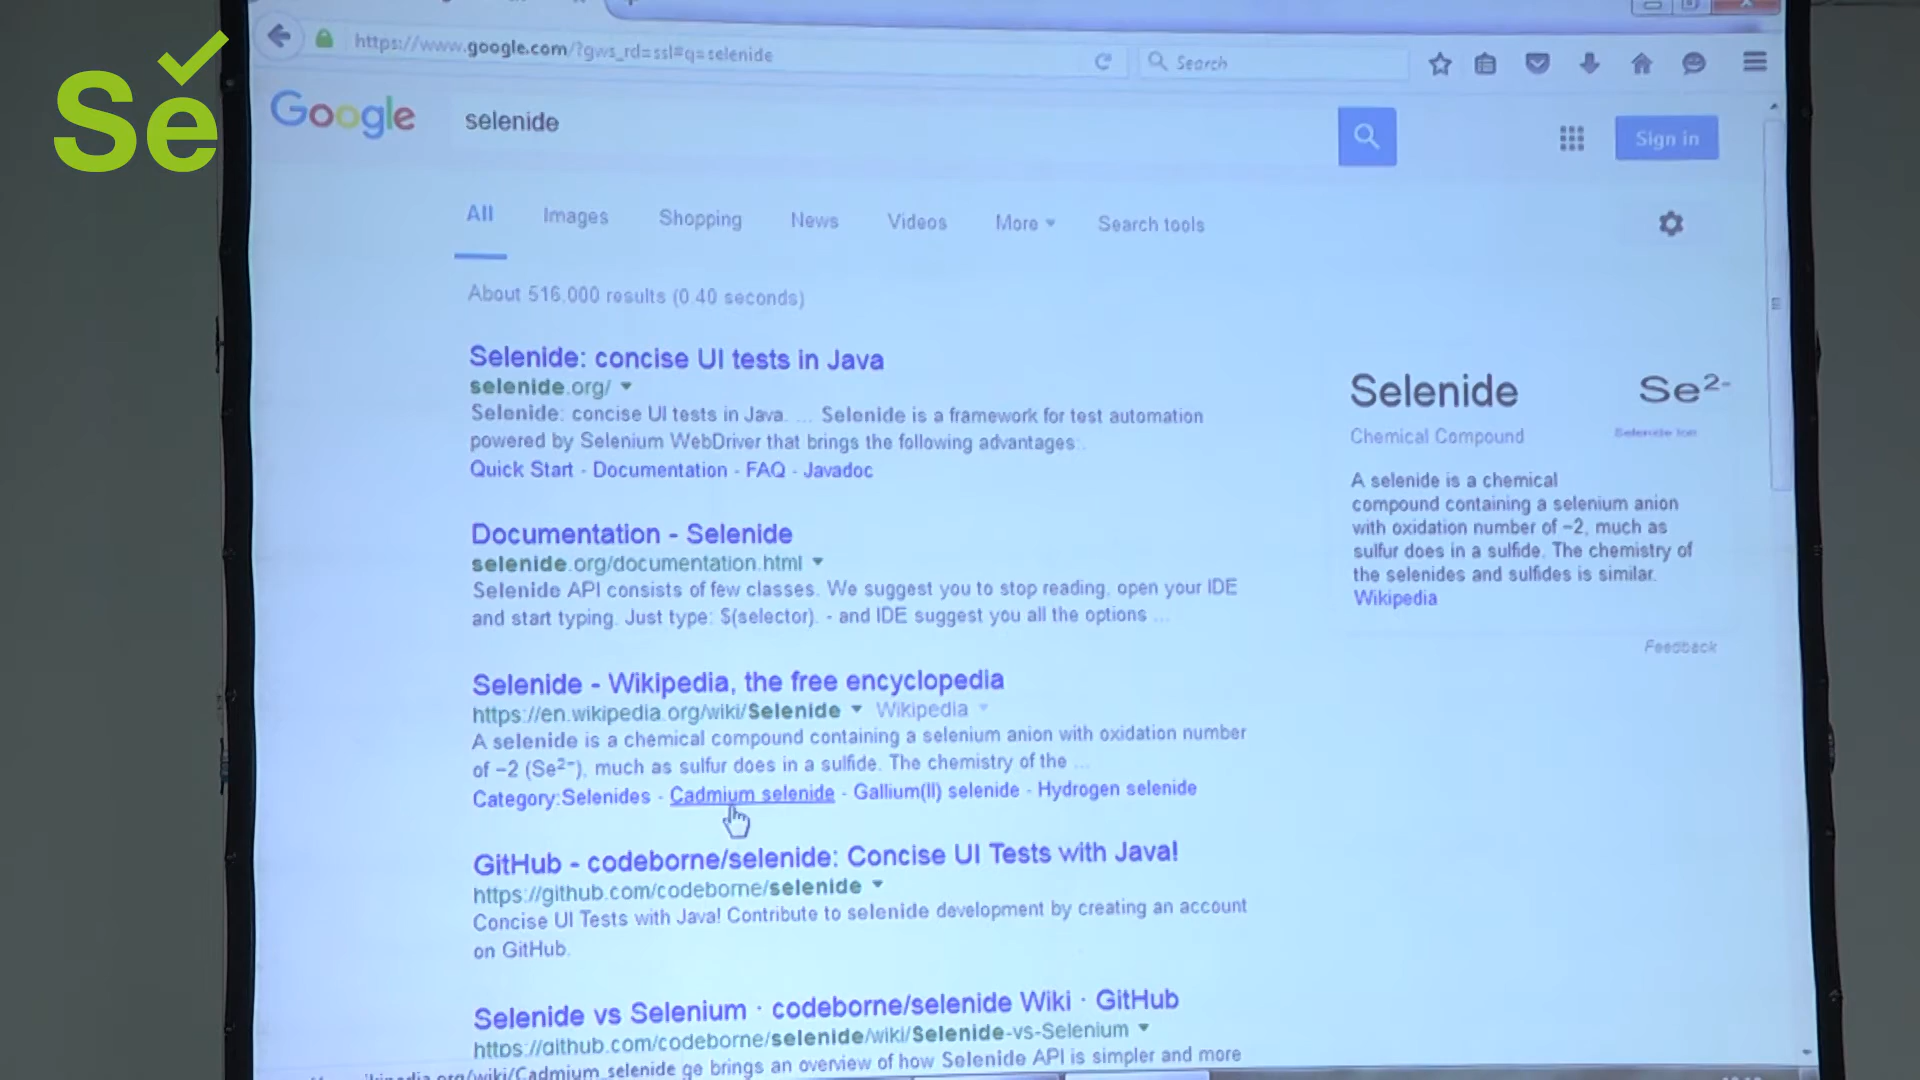 Se
https://www.google.com/?gws_rd=ssl#q=selenide
Search
Google
selenide
Sign in
All Images Shopping News Videos More Search tools
About 516,000 results (0.40 seconds)
Selenide: concise UI tests in Java
selenide.org/
Selenide: concise UI tests in Java. ... Selenide is a framework for test automation
powered by Selenium WebDriver that brings the following advantages:.
Quick Start - Documentation - FAQ - Javadoc
Documentation - Selenide
selenide.org/documentation.html
Selenide API consists of few classes. We suggest you to stop reading, open your IDE
and start typing. Just type: $(selector). - and IDE suggest you all the options ...
Selenide - Wikipedia, the free encyclopedia
https://en.wikipedia.org/wiki/Selenide Wikipedia
A selenide is a chemical compound containing a selenium anion with oxidation number
of −2 (Se²⁻), much as sulfur does in a sulfide. The chemistry of the ...
Category:Selenides - Cadmium selenide - Gallium(II) selenide - Hydrogen selenide
GitHub - codeborne/selenide: Concise UI Tests with Java!
https://github.com/codeborne/selenide
Concise UI Tests with Java! Contribute to selenide development by creating an account
on GitHub.
Selenide vs Selenium · codeborne/selenide Wiki · GitHub
https://github.com/codeborne/selenide/wiki/Selenide-vs-Selenium
ge brings an overview of how Selenide API is simpler and more
wikipedia.org/wiki/Cadmium_selenide
Selenide
Se²⁻
Chemical Compound
Selenide Ion
A selenide is a chemical
compound containing a selenium anion
with oxidation number of −2, much as
sulfur does in a sulfide. The chemistry of
the selenides and sulfides is similar.
Wikipedia
Feedback